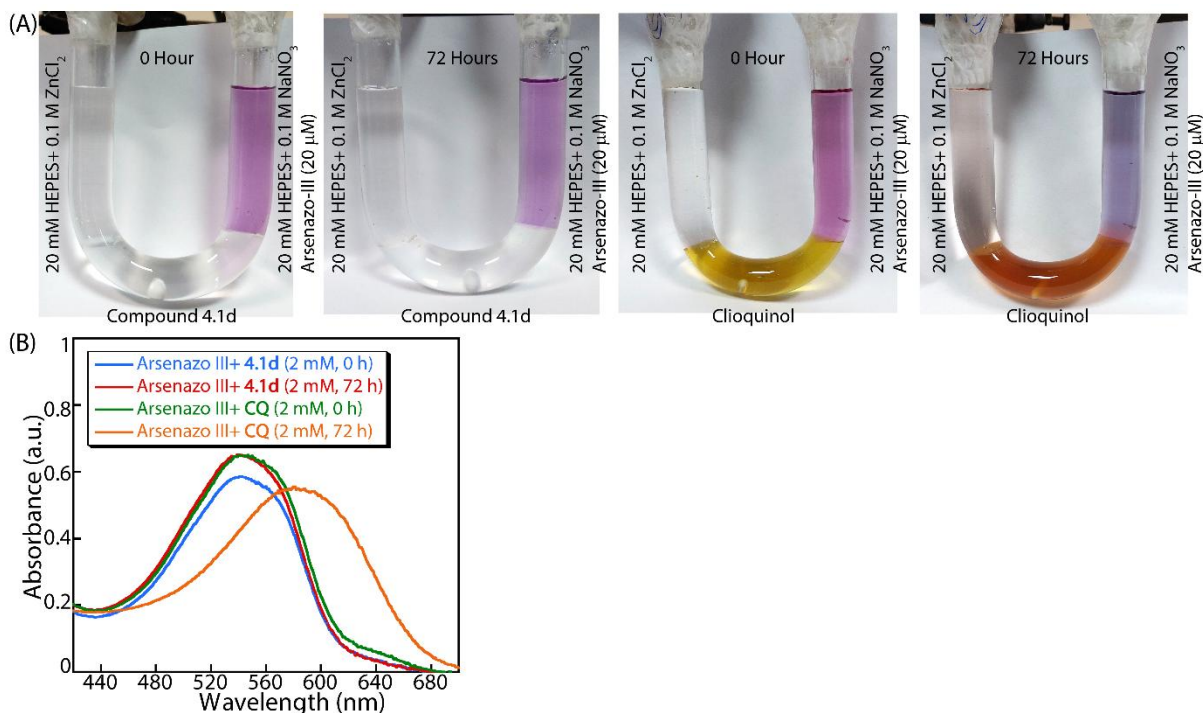 (A)
20 mM HEPES+ 0.1 M ZnCl2
0 Hour
20 mM HEPES+ 0.1 M NaNO3
Arsenazo-III (20 μM)
Compound 4.1d
20 mM HEPES+ 0.1 M ZnCl2
72 Hours
20 mM HEPES+ 0.1 M NaNO3
Arsenazo-III (20 μM)
Compound 4.1d
20 mM HEPES+ 0.1 M ZnCl2
0 Hour
20 mM HEPES+ 0.1 M NaNO3
Arsenazo-III (20 μM)
Clioquinol
20 mM HEPES+ 0.1 M ZnCl2
72 Hours
20 mM HEPES+ 0.1 M NaNO3
Arsenazo-III (20 μM)
Clioquinol
(B)
Absorbance (a.u.)
1
0.8
0.6
0.4
0.2
0
Arsenazo III+ 4.1d (2 mM, 0 h)
Arsenazo III+ 4.1d (2 mM, 72 h)
Arsenazo III+ CQ (2 mM, 0 h)
Arsenazo III+ CQ (2 mM, 72 h)
440 480 520 560 600 640 680
Wavelength (nm)